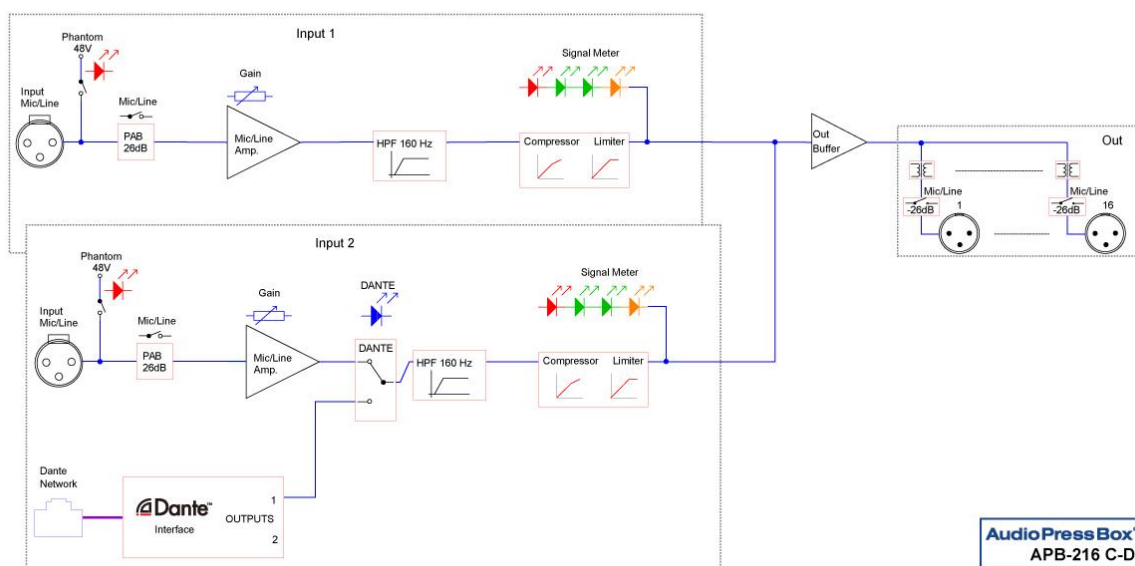 Input 1
Phantom
48V
Input
Mic/Line
Mic/Line
PAB
26dB
Gain
Mic/Line
Amp.
HPF 160 Hz
Signal Meter
Compressor
Limiter
Out
Buffer
Out
Mic/Line
-26dB
1
Mic/Line
-26dB
16
Input 2
Phantom
48V
Input
Mic/Line
Mic/Line
PAB
26dB
Gain
Mic/Line
Amp.
DANTE
DANTE
HPF 160 Hz
Signal Meter
Compressor
Limiter
Dante
Network
Dante™
Interface
1
OUTPUTS
2
AudioPressBox
APB-216 C-D